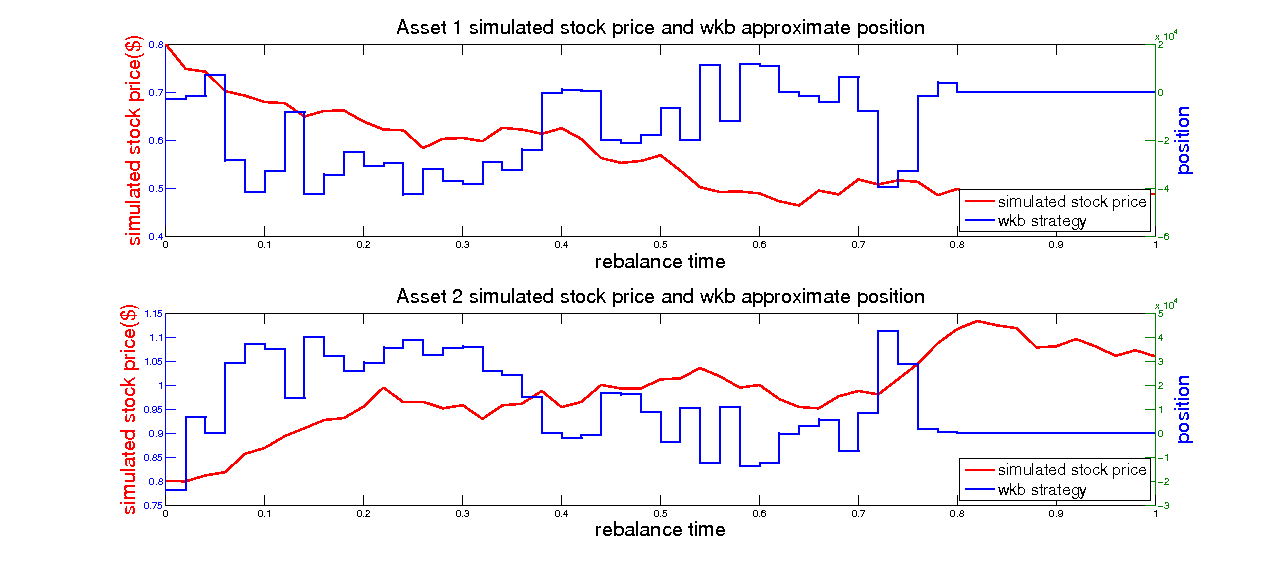 Asset 1 simulated stock price and wkb approximate position
x 10^4
simulated stock price($)
0.8
0.7
0.6
0.5
0.4
2
0
−2
−4
−6
position
simulated stock price
wkb strategy
0 0.1 0.2 0.3 0.4 0.5 0.6 0.7 0.8 0.9 1
rebalance time
Asset 2 simulated stock price and wkb approximate position
x 10^4
simulated stock price($)
1.15
1.1
1.05
1
0.95
0.9
0.85
0.8
0.75
5
4
3
2
1
0
−1
−2
−3
position
simulated stock price
wkb strategy
0 0.1 0.2 0.3 0.4 0.5 0.6 0.7 0.8 0.9 1
rebalance time